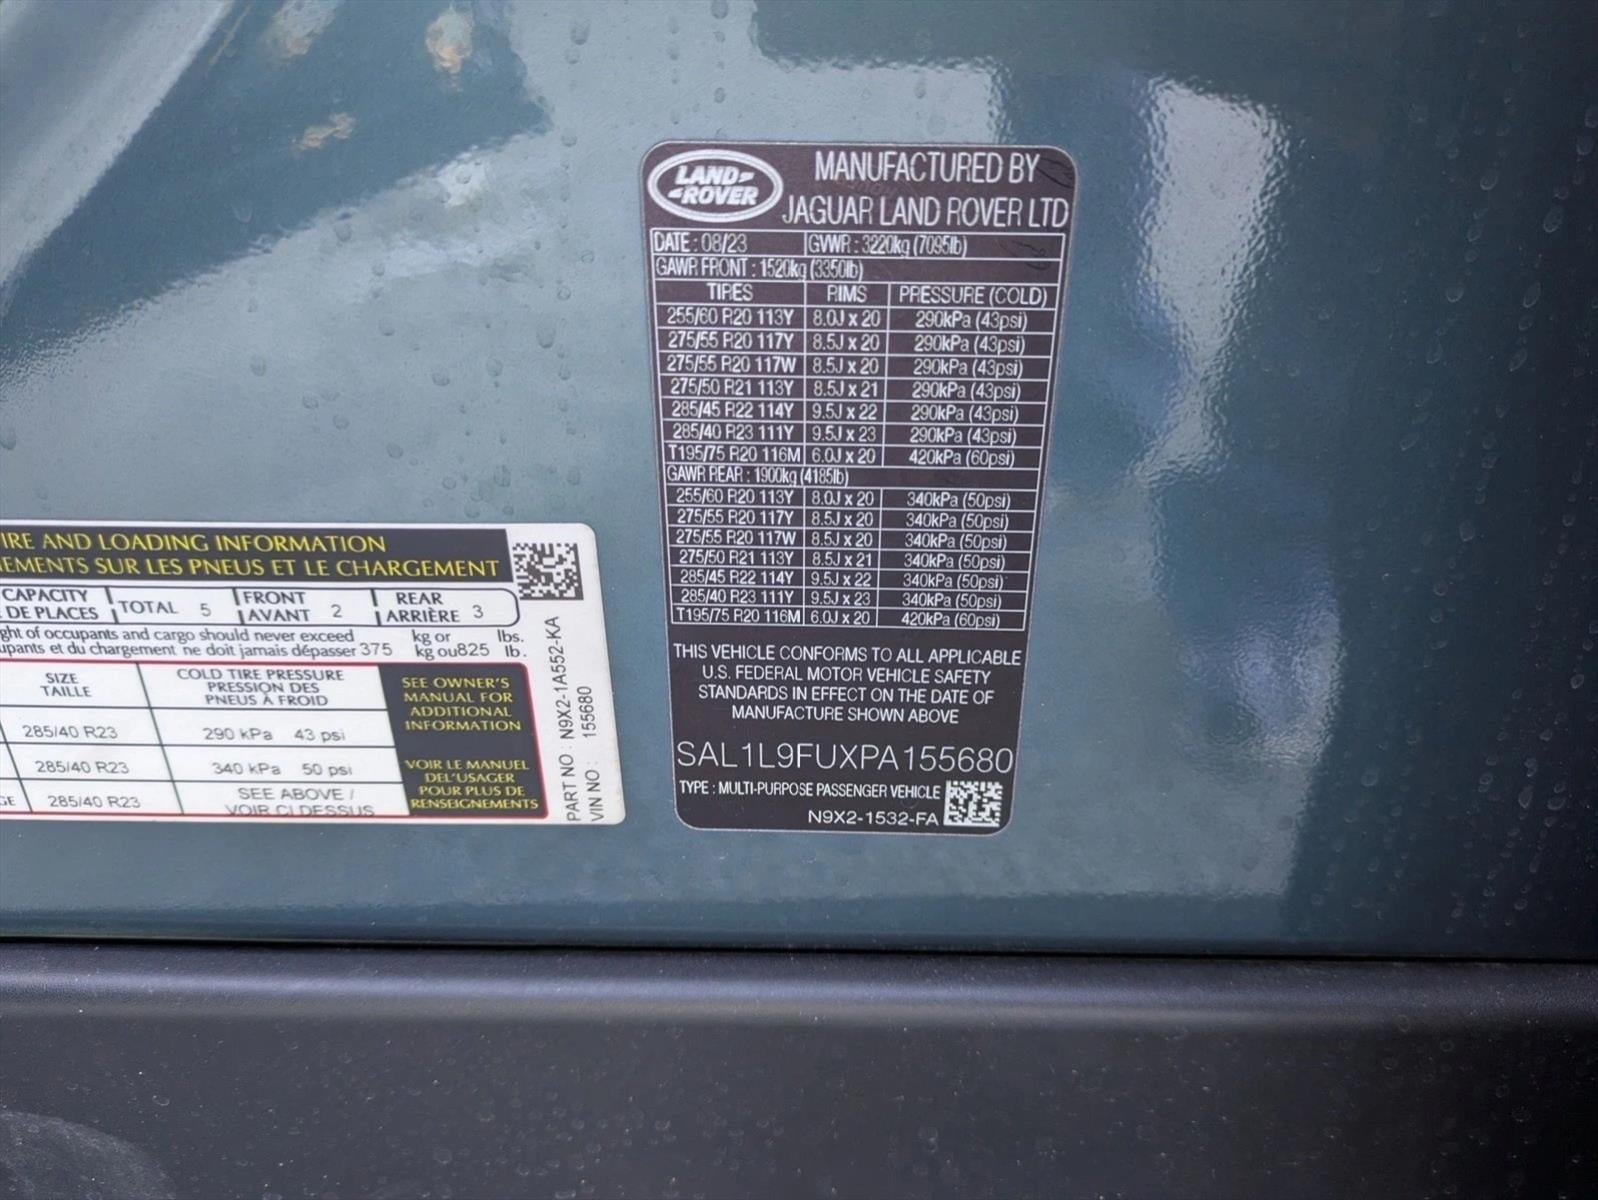 LAND-
-ROVER
MANUFACTURED BY
JAGUAR LAND ROVER LTD
DATE : 08/23 GVWR : 3220kg (7095lb)
GAWR FRONT : 1520kg (3350lb)
TIRES RIMS PRESSURE (COLD)
255/60 R20 113Y 8.0J x 20 290kPa (43psi)
275/55 R20 117Y 8.5J x 20 290kPa (43psi)
275/55 R20 117W 8.5J x 20 290kPa (43psi)
275/50 R21 113Y 8.5J x 21 290kPa (43psi)
285/45 R22 114Y 9.5J x 22 290kPa (43psi)
285/40 R23 111Y 9.5J x 23 290kPa (43psi)
T195/75 R20 116M 6.0J x 20 420kPa (60psi)
GAWR REAR : 1900kg (4185lb)
255/60 R20 113Y 8.0J x 20 340kPa (50psi)
275/55 R20 117Y 8.5J x 20 340kPa (50psi)
275/55 R20 117W 8.5J x 20 340kPa (50psi)
275/50 R21 113Y 8.5J x 21 340kPa (50psi)
285/45 R22 114Y 9.5J x 22 340kPa (50psi)
285/40 R23 111Y 9.5J x 23 340kPa (50psi)
T195/75 R20 116M 6.0J x 20 420kPa (60psi)
THIS VEHICLE CONFORMS TO ALL APPLICABLE
U.S. FEDERAL MOTOR VEHICLE SAFETY
STANDARDS IN EFFECT ON THE DATE OF
MANUFACTURE SHOWN ABOVE
SAL1L9FUXPA155680
TYPE : MULTI-PURPOSE PASSENGER VEHICLE
N9X2-1532-FA
IRE AND LOADING INFORMATION
EMENTS SUR LES PNEUS ET LE CHARGEMENT
CAPACITY TOTAL 5 FRONT 2 REAR 3
DE PLACES AVANT ARRIÈRE
ght of occupants and cargo should never exceed kg or lbs.
upants et du chargement ne doit jamais dépasser 375 kg ou 825 lb.
SIZE
TAILLE
COLD TIRE PRESSURE
PRESSION DES
PNEUS À FROID
285/40 R23 290 kPa 43 psi
285/40 R23 340 kPa 50 psi
GE 285/40 R23 SEE ABOVE /
VOIR CI DESSUS
SEE OWNER'S
MANUAL FOR
ADDITIONAL
INFORMATION
VOIR LE MANUEL
DEL'USAGER
POUR PLUS DE
RENSEIGNEMENTS
PART NO : N9X2-1A552-KA
VIN NO : 155680